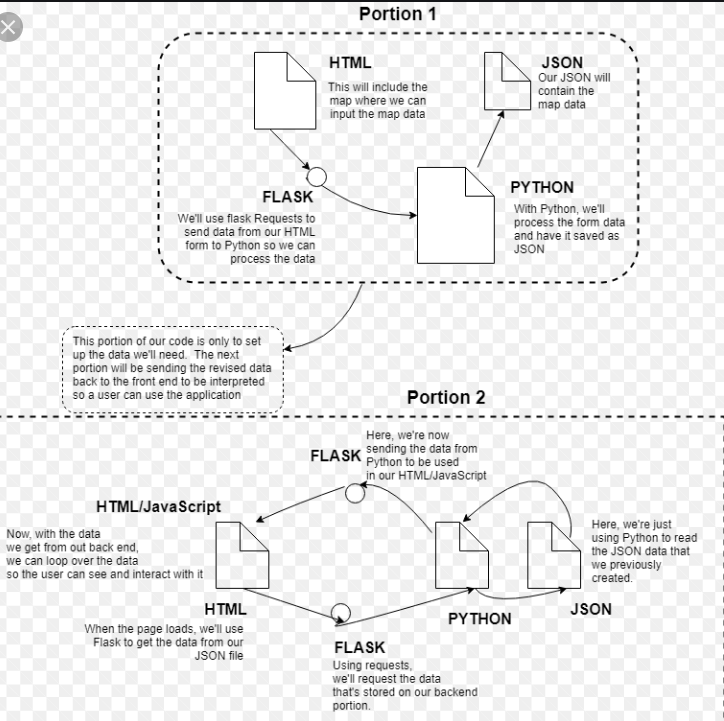 Portion 1
HTML
This will include the
map where we can
input the map data
JSON
Our JSON will
contain the
map data
FLASK
We'll use flask Requests to
send data from our HTML
form to Python so we can
process the data
PYTHON
With Python, we'll
process the form data
and have it saved as
JSON
This portion of our code is only to set
up the data we'll need. The next
portion will be sending the revised data
back to the front end to be interpreted
so a user can use the application
Portion 2
FLASK
Here, we're now
sending the data from
Python to be used
in our HTML/JavaScript
HTML/JavaScript
Now, with the data
we get from out back end,
we can loop over the data
so the user can see and interact with it
Here, we're just
using Python to read
the JSON data that
we previously
created.
HTML
When the page loads, we'll use
Flask to get the data from our
JSON file
PYTHON
JSON
FLASK
Using requests,
we'll request the data
that's stored on our backend
portion.